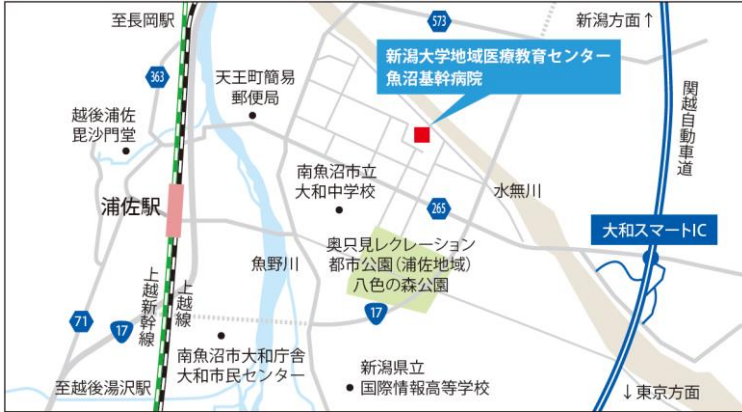 至長岡駅
573
新潟方面↑
新潟大学地域医療教育センター
魚沼基幹病院
363
天王町簡易
郵便局
関越自動車道
越後浦佐
毘沙門堂
南魚沼市立
大和中学校
水無川
265
浦佐駅
大和スマートIC
奥只見レクレーション
都市公園(浦佐地域)
八色の森公園
魚野川
上越新幹線
上越線
71
17
17
南魚沼市大和庁舎
大和市民センター
新潟県立
国際情報高等学校
至越後湯沢駅
↓東京方面